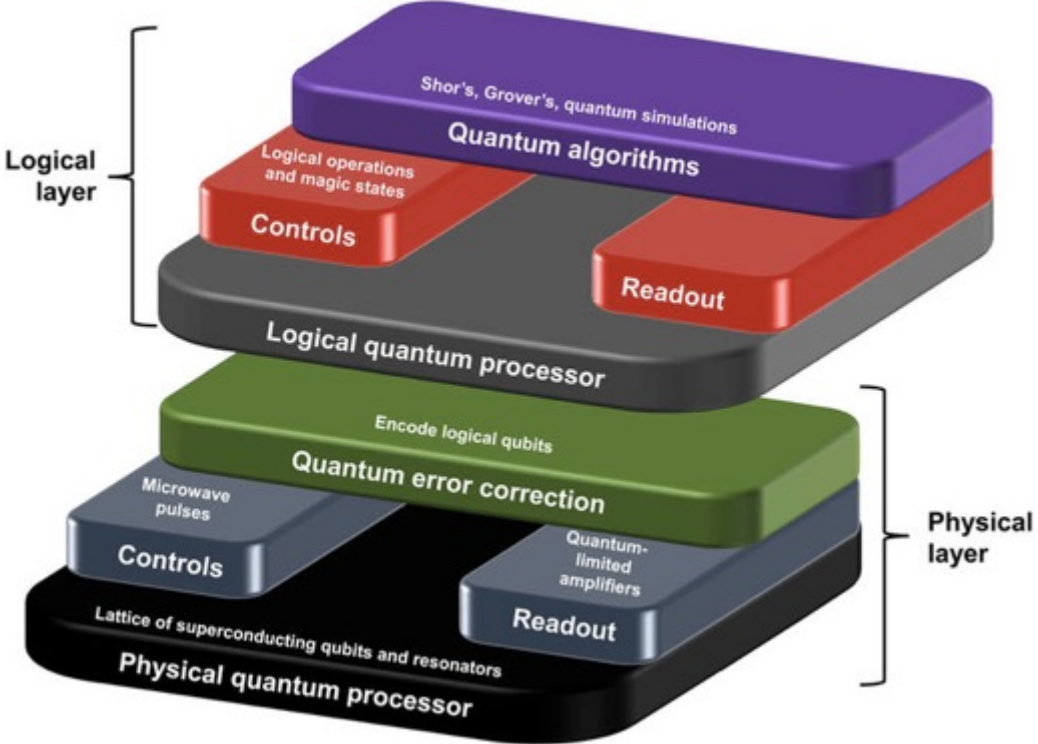 Shor's, Grover's, quantum simulations
Quantum algorithms
Logical
layer
Logical operations
and magic states
Controls
Readout
Logical quantum processor
Encode logical qubits
Quantum error correction
Microwave
pulses
Controls
Quantum-
limited
amplifiers
Readout
Physical
layer
Lattice of superconducting qubits and resonators
Physical quantum processor